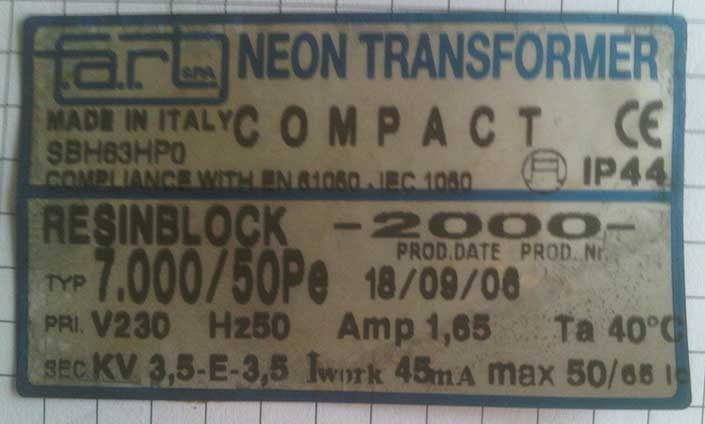 f.a.r.t. s.p.a. NEON TRANSFORMER
MADE IN ITALY COMPACT CE
SBH63HP0
IP44
COMPLIANCE WITH EN 61050 . IEC 1050
RESINBLOCK -2000-
PROD.DATE PROD. Nr.
TYP 7.000/50Pe 18/09/06
PRI. V230 Hz50 Amp 1,65 Ta 40°C
SEC KV 3,5-E-3,5 Iwork 45mA max 50/65 Ic